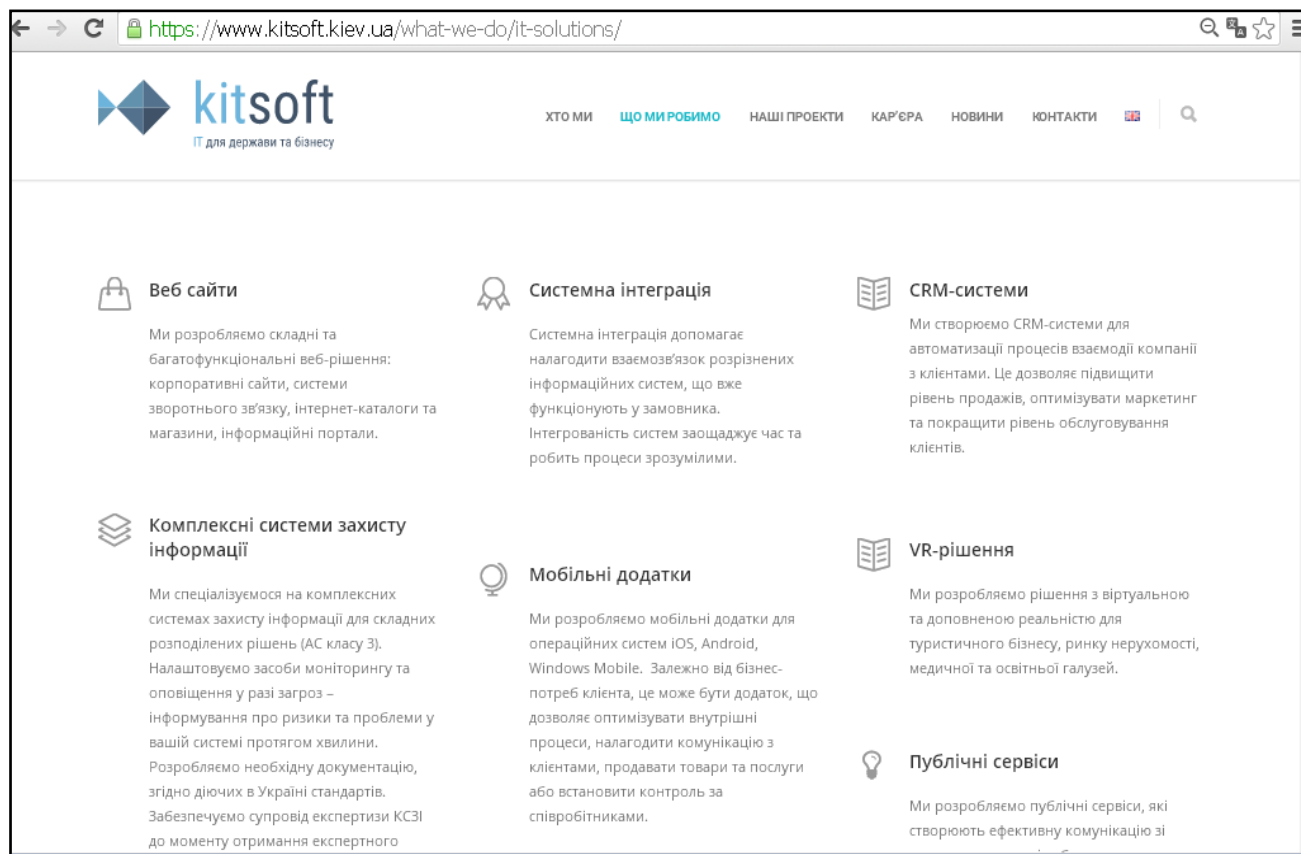 https://www.kitsoft.kiev.ua/what-we-do/it-solutions/
kitsoft
ІТ для держави та бізнесу
ХТО МИ ЩО МИ РОБИМО НАШІ ПРОЕКТИ КАР'ЄРА НОВИНИ КОНТАКТИ
Веб сайти
Ми розробляємо складні та
багатофункціональні веб-рішення:
корпоративні сайти, системи
зворотнього зв'язку, інтернет-каталоги та
магазини, інформаційні портали.
Системна інтеграція
Системна інтеграція допомагає
налагодити взаємозв'язок розрізнених
інформаційних систем, що вже
функціонують у замовника.
Інтегрованість систем заощаджує час та
робить процеси зрозумілими.
CRM-системи
Ми створюємо CRM-системи для
автоматизації процесів взаємодії компанії
з клієнтами. Це дозволяє підвищити
рівень продажів, оптимізувати маркетинг
та покращити рівень обслуговування
клієнтів.
Комплексні системи захисту
інформації
Ми спеціалізуємося на комплексних
системах захисту інформації для складних
розподілених рішень (АС класу 3).
Налаштовуємо засоби моніторингу та
оповіщення у разі загроз –
інформування про ризики та проблеми у
вашій системі протягом хвилини.
Розробляємо необхідну документацію,
згідно діючих в Україні стандартів.
Забезпечуємо супровід експертизи КСЗІ
до моменту отримання експертного
Мобільні додатки
Ми розробляємо мобільні додатки для
операційних систем iOS, Android,
Windows Mobile. Залежно від бізнес-
потреб клієнта, це може бути додаток, що
дозволяє оптимізувати внутрішні
процеси, налагодити комунікацію з
клієнтами, продавати товари та послуги
або встановити контроль за
співробітниками.
VR-рішення
Ми розробляємо рішення з віртуальною
та доповненою реальністю для
туристичного бізнесу, ринку нерухомості,
медичної та освітньої галузей.
Публічні сервіси
Ми розробляємо публічні сервіси, які
створюють ефективну комунікацію зі